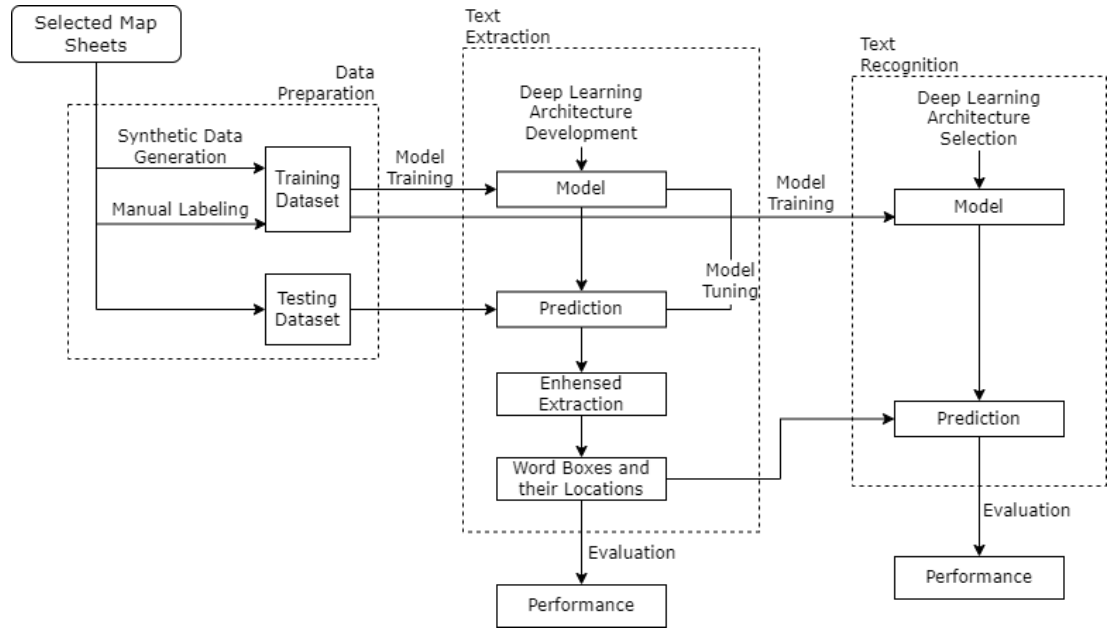 Selected Map
Sheets
Data
Preparation
Synthetic Data
Generation
Manual Labeling
Training
Dataset
Testing
Dataset
Model
Training
Text
Extraction
Deep Learning
Architecture
Development
Model
Model
Tuning
Prediction
Enhensed
Extraction
Word Boxes and
their Locations
Evaluation
Performance
Model
Training
Text
Recognition
Deep Learning
Architecture
Selection
Model
Prediction
Evaluation
Performance